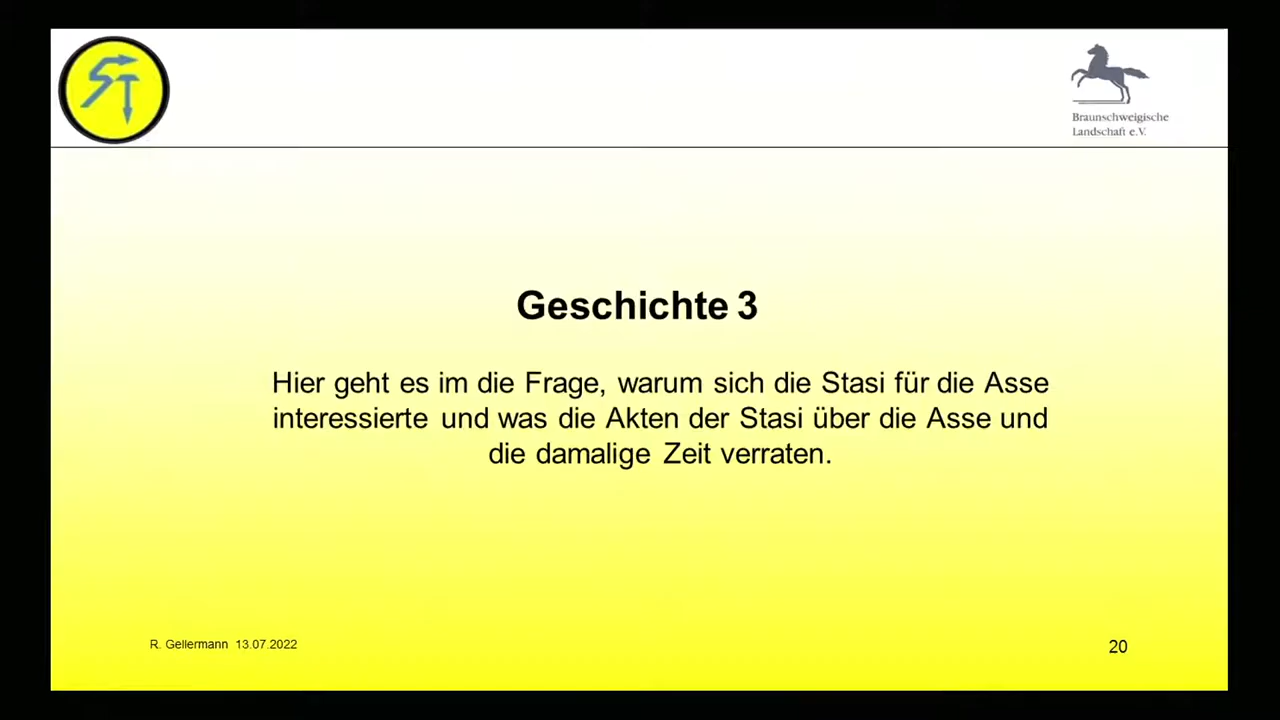 ST
Braunschweigische
Landschaft e.V.
Geschichte 3
Hier geht es im die Frage, warum sich die Stasi für die Asse
interessierte und was die Akten der Stasi über die Asse und
die damalige Zeit verraten.
R. Gellermann 13.07.2022
20